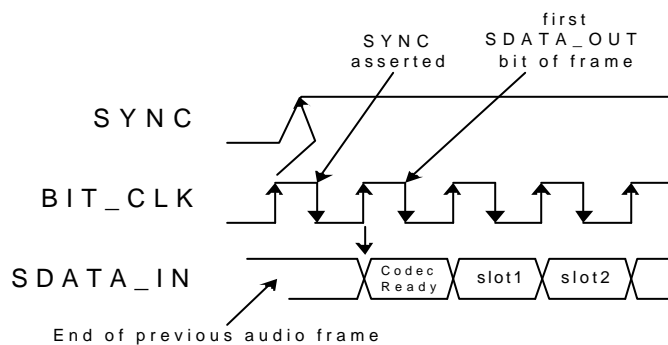 SYNC
asserted
first
SDATA_OUT
bit of frame
SYNC
BIT_CLK
SDATA_IN
Codec
Ready
slot1
slot2
End of previous audio frame